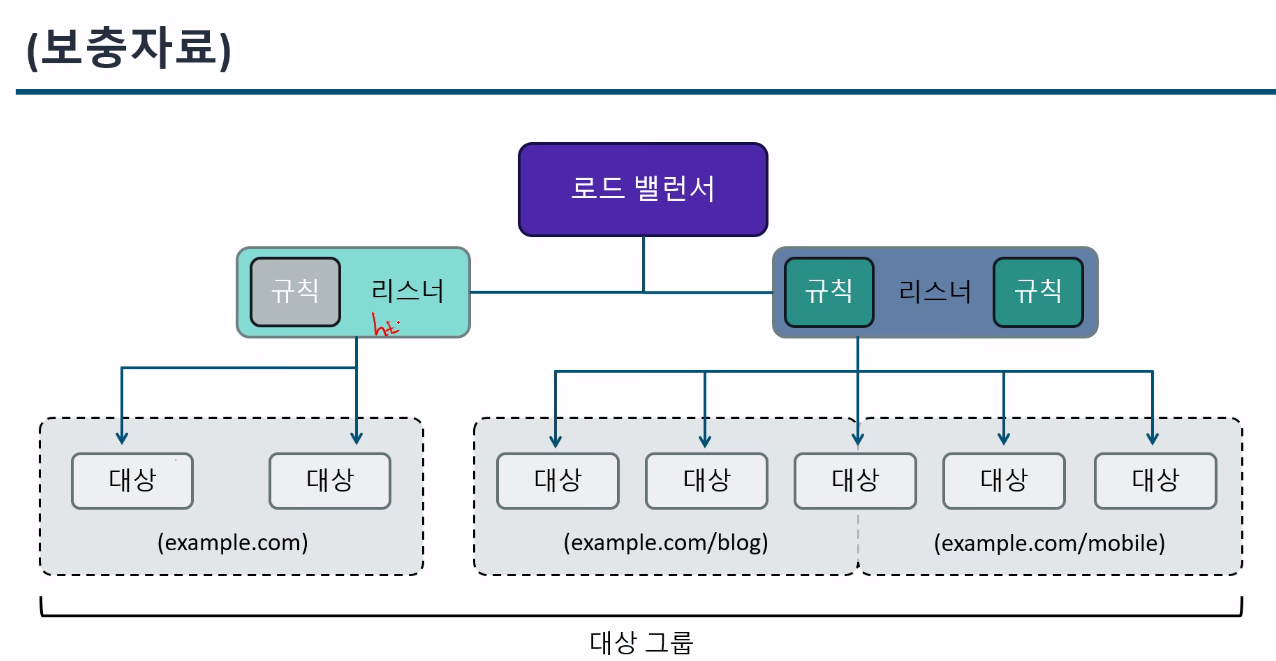 (보충자료)
로드 밸런서
규칙 리스너
ht
규칙 리스너 규칙
대상 대상 대상 대상 대상 대상 대상
(example.com) (example.com/blog) (example.com/mobile)
대상 그룹